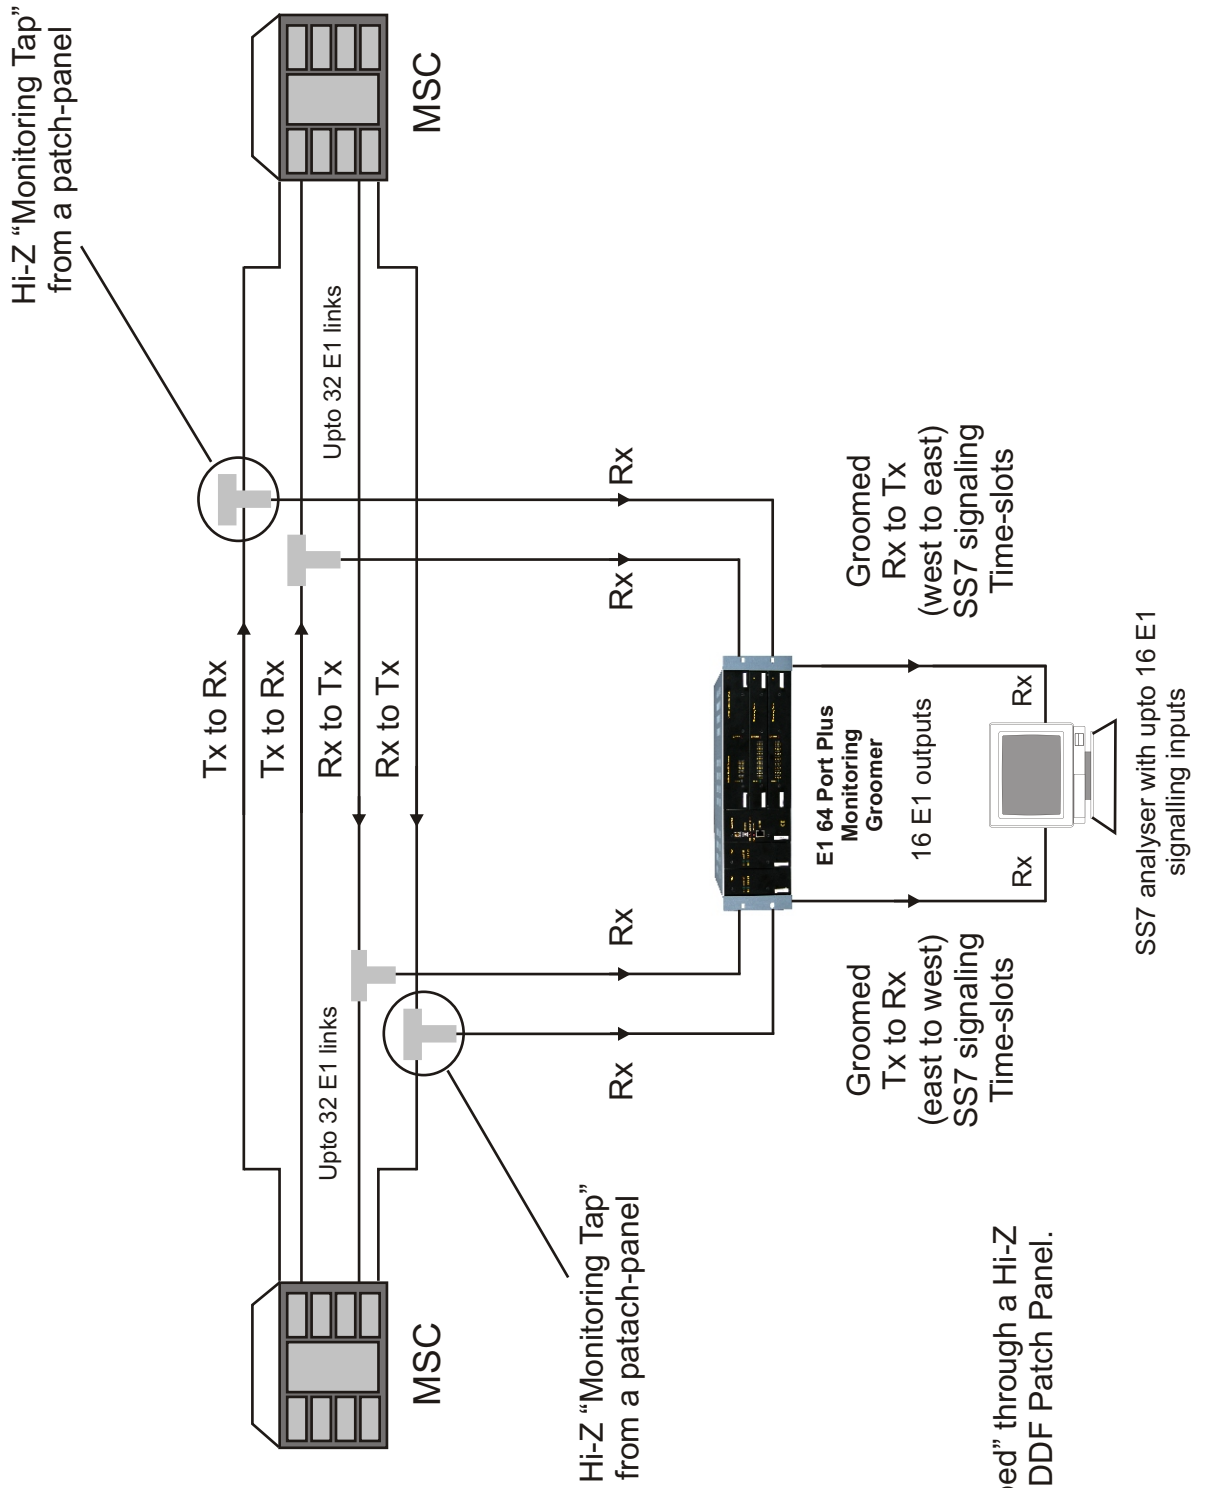 Hi-Z “Monitoring Tap”
from a patch-panel
MSC
Upto 32 E1 links
Tx to Rx
Tx to Rx
Rx to Tx
Rx to Tx
Upto 32 E1 links
MSC
Hi-Z “Monitoring Tap”
from a patach-panel
Rx
Rx
Rx
Rx
E1 64 Port Plus
Monitoring
Groomer
16 E1 outputs
Groomed
Rx to Tx
(west to east)
SS7 signaling
Time-slots
Groomed
Tx to Rx
(east to west)
SS7 signaling
Time-slots
Rx
Rx
SS7 analyser with upto 16 E1
signalling inputs
through a Hi-Z
DDF Patch Panel.